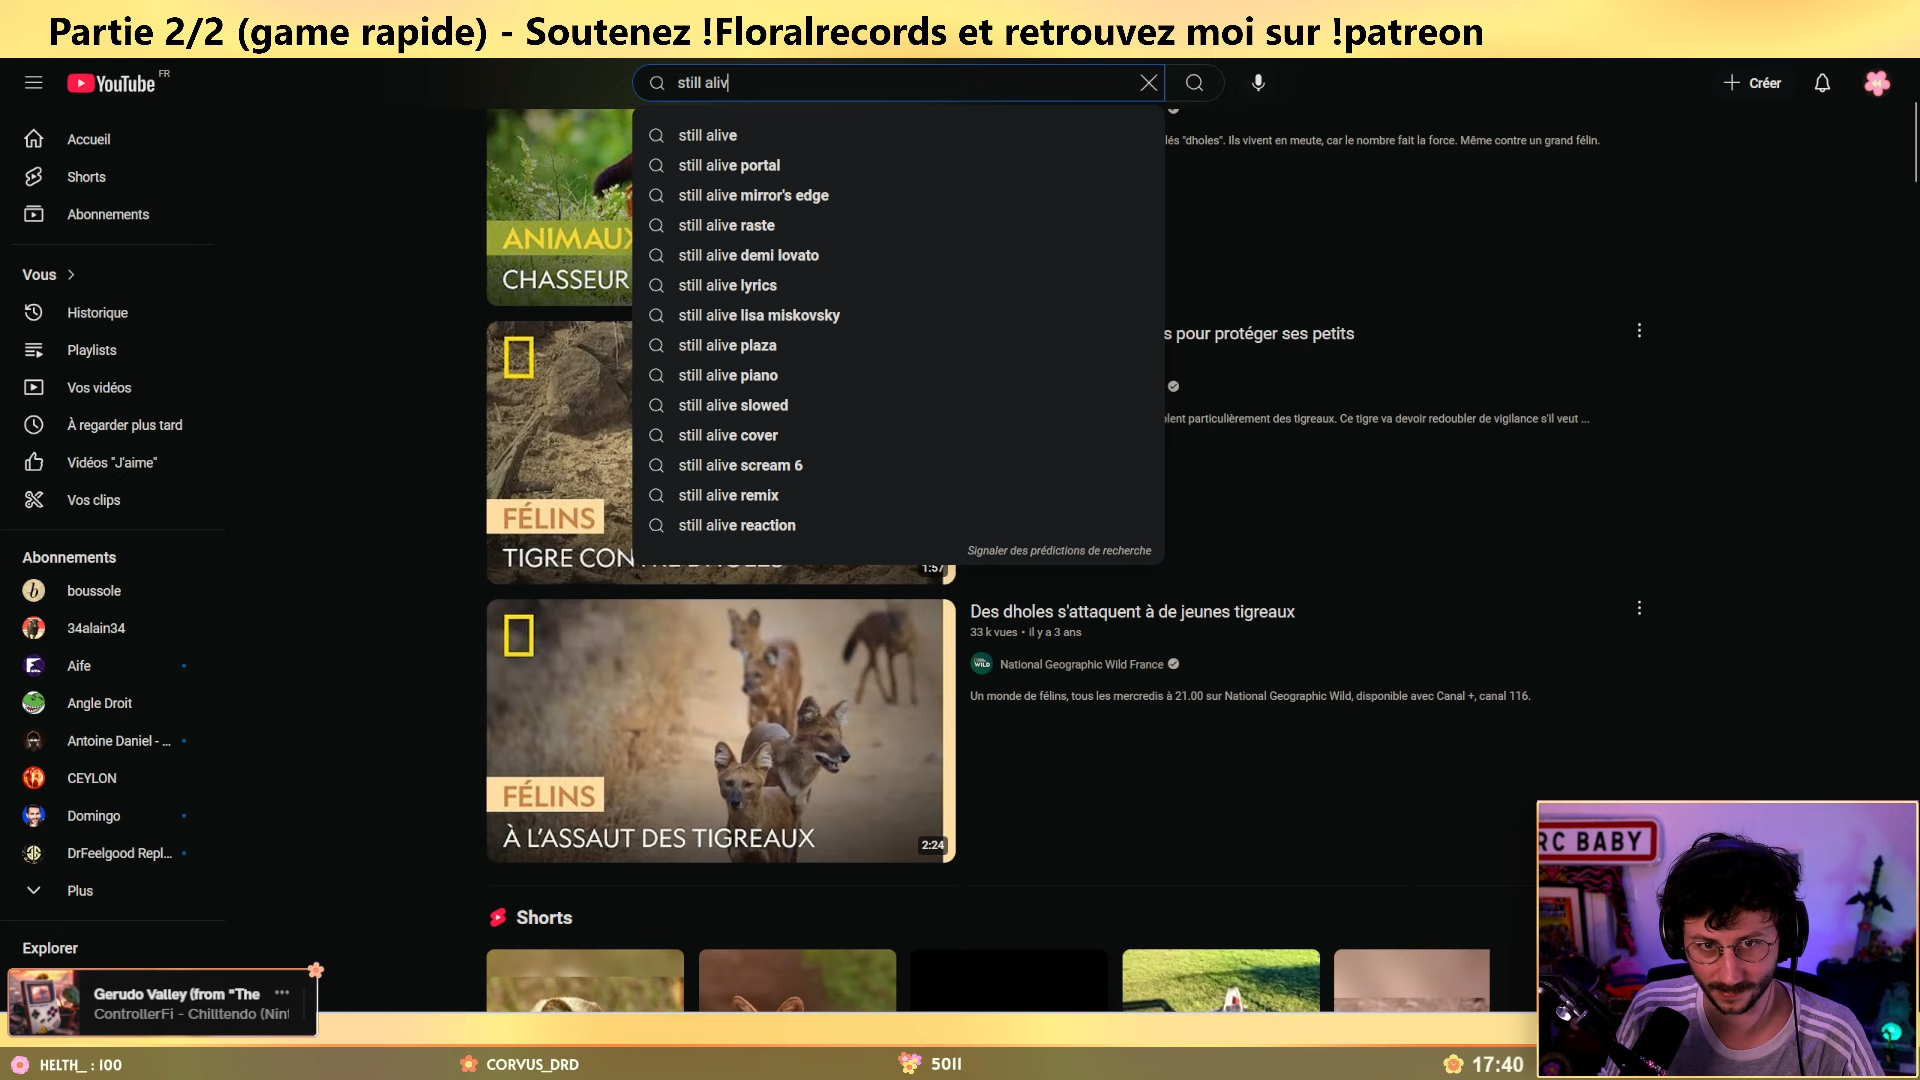 Partie 2/2 (game rapide) - Soutenez !Floralrecords et retrouvez moi sur !patreon
YouTube FR
still aliv
Créer
Accueil
Shorts
Abonnements
Vous
Historique
Playlists
Vos vidéos
À regarder plus tard
Vidéos "J'aime"
Vos clips
Abonnements
boussole
34alain34
Aife
Angle Droit
Antoine Daniel - ...
CEYLON
Domingo
DrFeelgood Repl...
Plus
Explorer
still alive
still alive portal
still alive mirror's edge
still alive raste
still alive demi lovato
still alive lyrics
still alive lisa miskovsky
still alive plaza
still alive piano
still alive slowed
still alive cover
still alive scream 6
still alive remix
still alive reaction
Signaler des prédictions de recherche
ANIMAUX
CHASSEUR
lés "dholes". Ils vivent en meute, car le nombre fait la force. Même contre un grand félin.
FÉLINS
TIGRE CONTRE DHOLES
1:57
s pour protéger ses petits
olent particulièrement des tigreaux. Ce tigre va devoir redoubler de vigilance s'il veut ...
FÉLINS
À L'ASSAUT DES TIGREAUX
2:24
Des dholes s'attaquent à de jeunes tigreaux
33 k vues • il y a 3 ans
WILD
National Geographic Wild France
Un monde de félins, tous les mercredis à 21.00 sur National Geographic Wild, disponible avec Canal +, canal 116.
Shorts
Gerudo Valley (from "The
ControllerFi - Chilltendo (Nint
RC BABY
HELTH_ : 100
CORVUS_DRD
5011
17:40